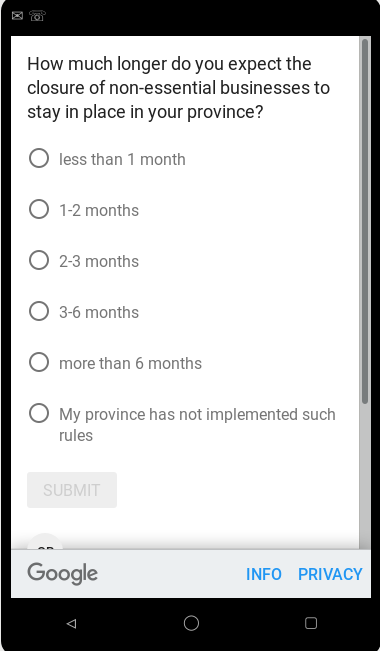 How much longer do you expect the
closure of non-essential businesses to
stay in place in your province?
less than 1 month
1-2 months
2-3 months
3-6 months
more than 6 months
My province has not implemented such
rules
SUBMIT
Google
INFO
PRIVACY